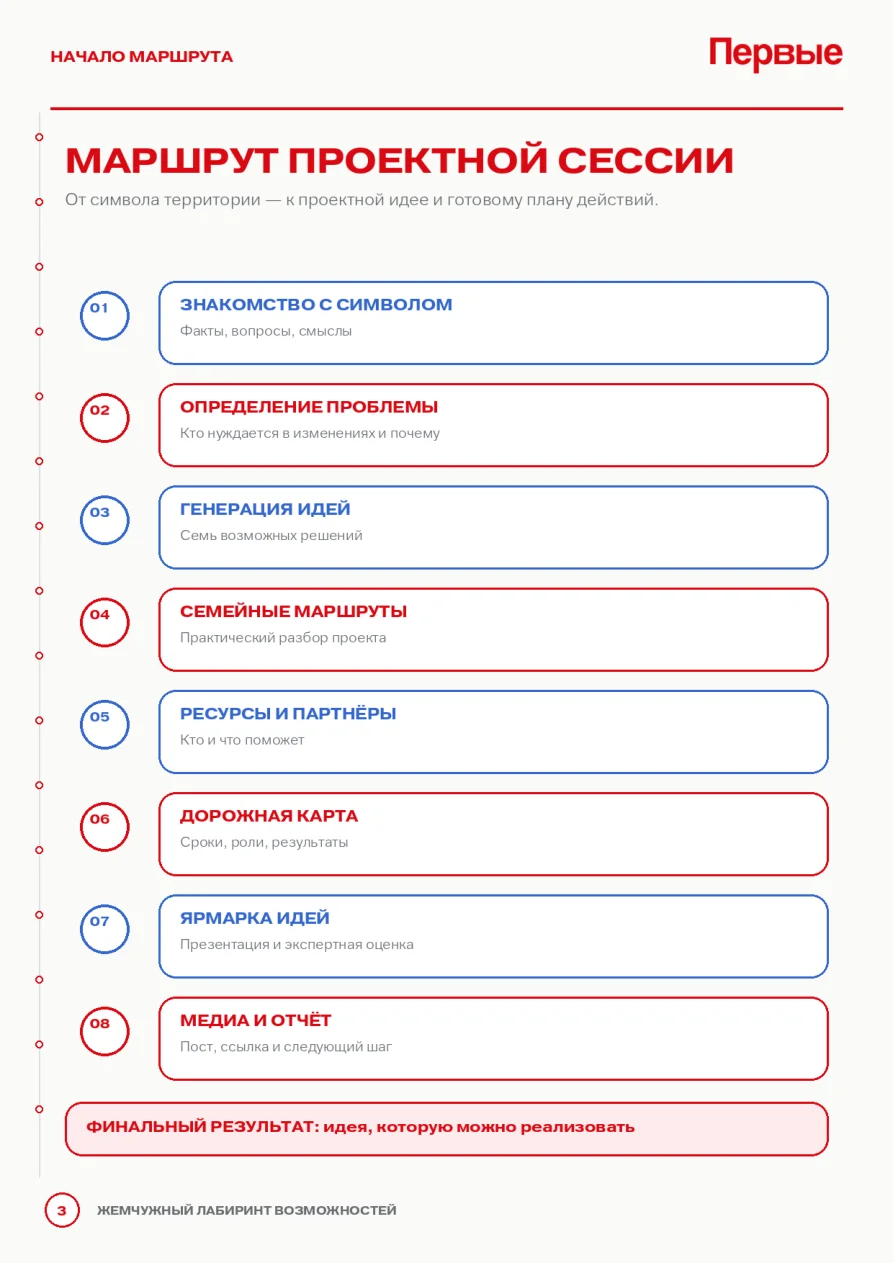 НАЧАЛО МАРШРУТА
Первые
МАРШРУТ ПРОЕКТНОЙ СЕССИИ
От символа территории — к проектной идее и готовому плану действий.
01
ЗНАКОМСТВО С СИМВОЛОМ
Факты, вопросы, смыслы
02
ОПРЕДЕЛЕНИЕ ПРОБЛЕМЫ
Кто нуждается в изменениях и почему
03
ГЕНЕРАЦИЯ ИДЕЙ
Семь возможных решений
04
СЕМЕЙНЫЕ МАРШРУТЫ
Практический разбор проекта
05
РЕСУРСЫ И ПАРТНЁРЫ
Кто и что поможет
06
ДОРОЖНАЯ КАРТА
Сроки, роли, результаты
07
ЯРМАРКА ИДЕЙ
Презентация и экспертная оценка
08
МЕДИА И ОТЧЁТ
Пост, ссылка и следующий шаг
ФИНАЛЬНЫЙ РЕЗУЛЬТАТ: идея, которую можно реализовать
3
ЖЕМЧУЖНЫЙ ЛАБИРИНТ ВОЗМОЖНОСТЕЙ